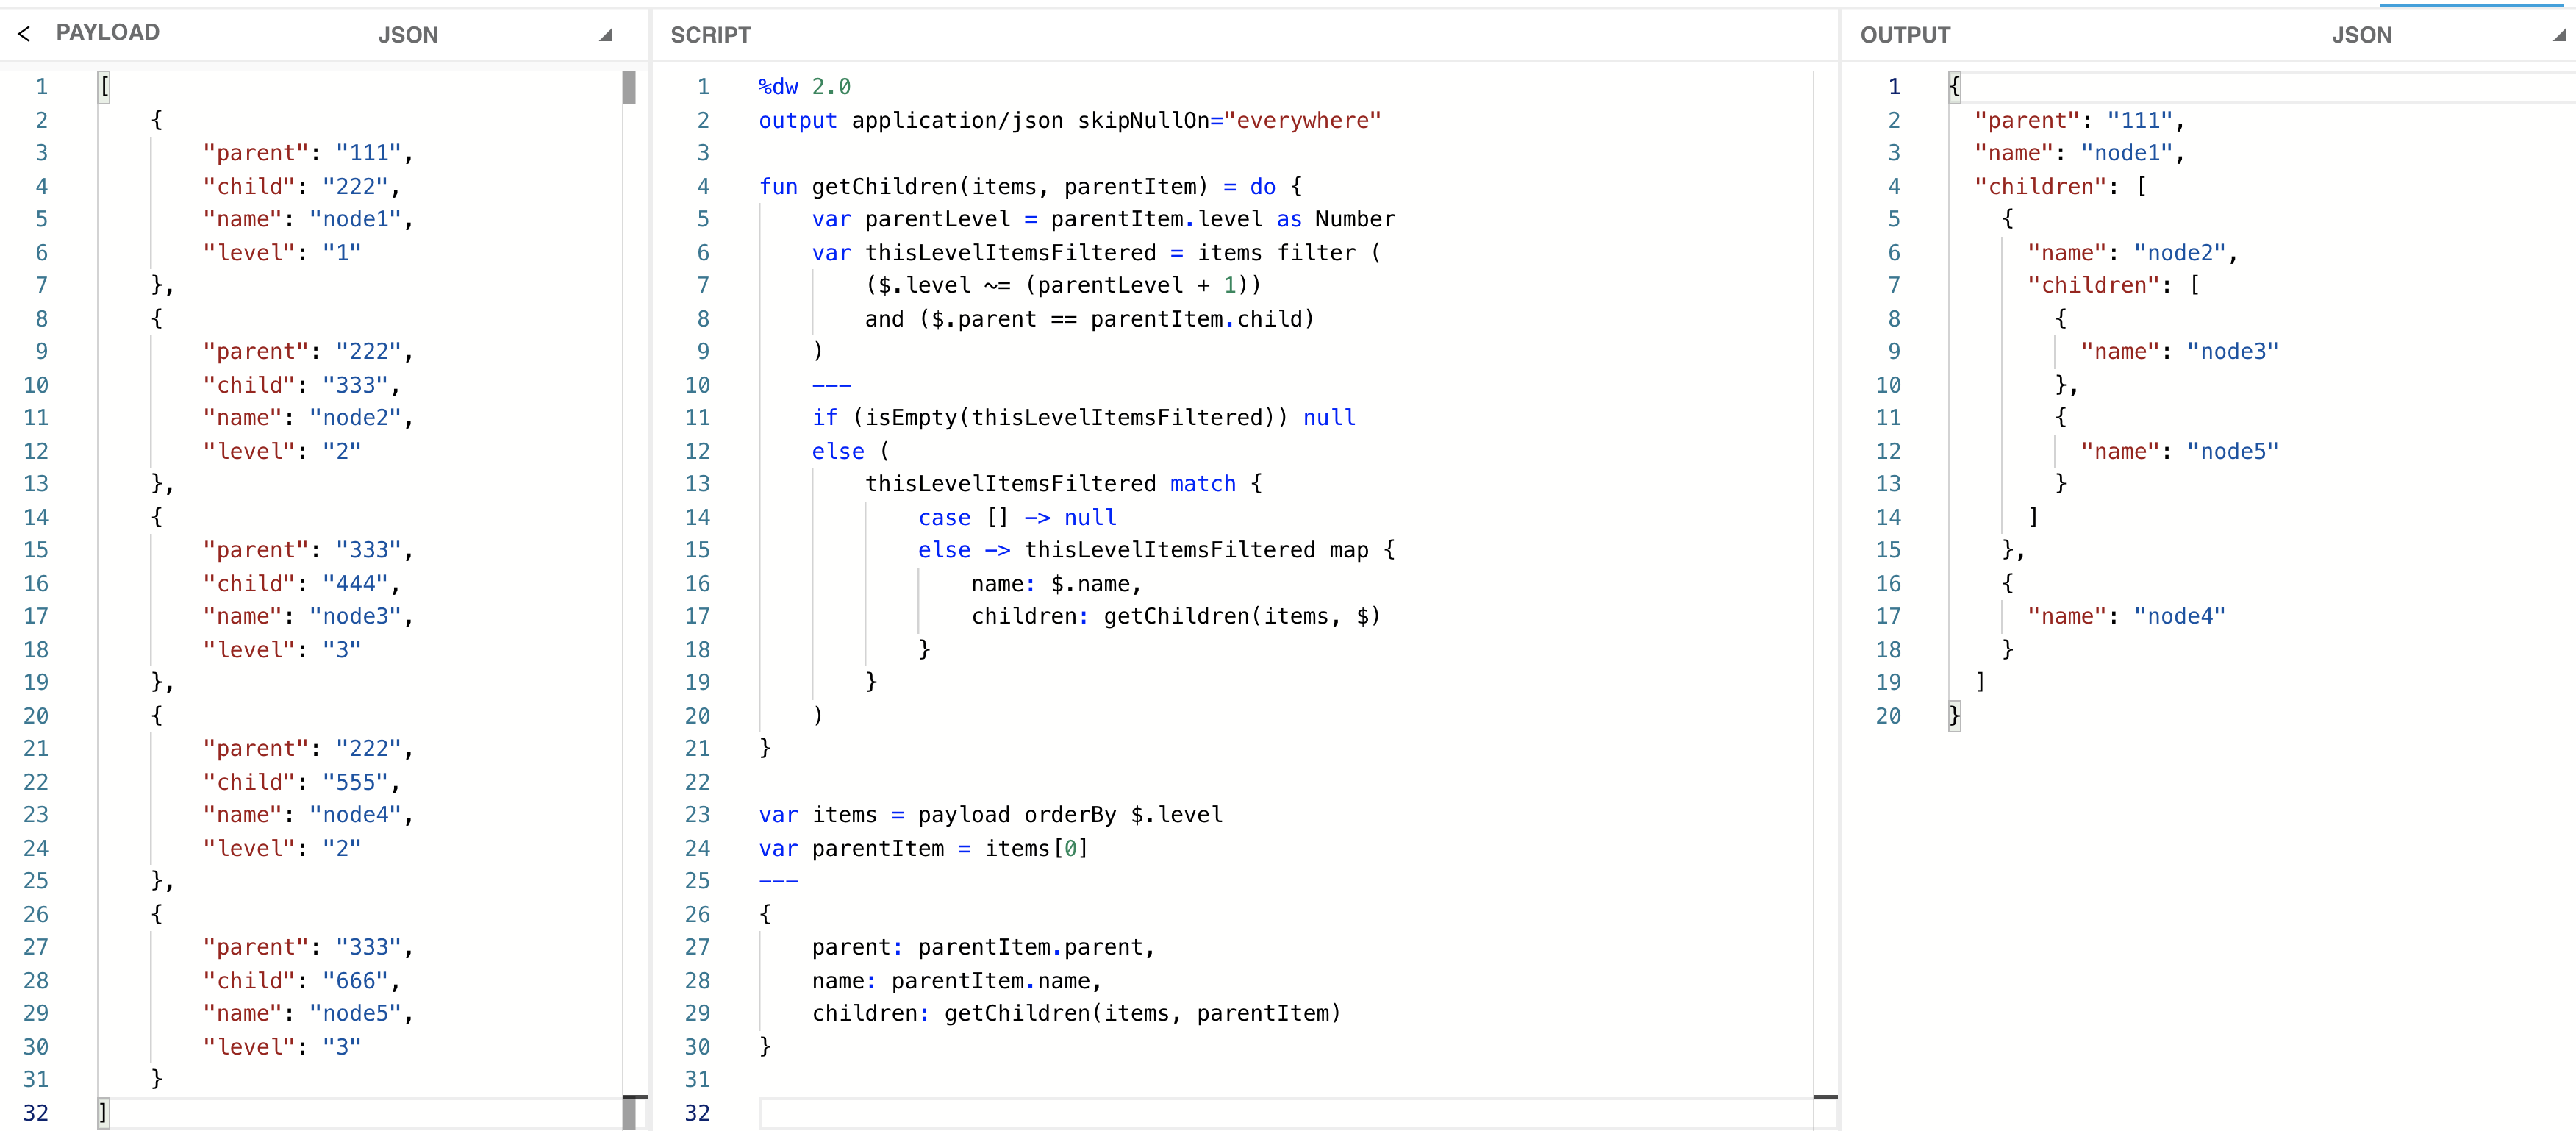 < PAYLOAD JSON
1 [
2     {
3         "parent": "111",
4         "child": "222",
5         "name": "node1",
6         "level": "1"
7     },
8     {
9         "parent": "222",
10         "child": "333",
11         "name": "node2",
12         "level": "2"
13     },
14     {
15         "parent": "333",
16         "child": "444",
17         "name": "node3",
18         "level": "3"
19     },
20     {
21         "parent": "222",
22         "child": "555",
23         "name": "node4",
24         "level": "2"
25     },
26     {
27         "parent": "333",
28         "child": "666",
29         "name": "node5",
30         "level": "3"
31     }
32 ]
SCRIPT
1 %dw 2.0
2 output application/json skipNullOn="everywhere"
3
4 fun getChildren(items, parentItem) = do {
5     var parentLevel = parentItem.level as Number
6     var thisLevelItemsFiltered = items filter (
7         ($.level ~= (parentLevel + 1))
8         and ($.parent == parentItem.child)
9     )
10     ---
11     if (isEmpty(thisLevelItemsFiltered)) null
12     else (
13         thisLevelItemsFiltered match {
14             case [] -> null
15             else -> thisLevelItemsFiltered map {
16                 name: $.name,
17                 children: getChildren(items, $)
18             }
19         }
20     )
21 }
22
23 var items = payload orderBy $.level
24 var parentItem = items[0]
25 ---
26 {
27     parent: parentItem.parent,
28     name: parentItem.name,
29     children: getChildren(items, parentItem)
30 }
31
32
OUTPUT JSON
1 {
2   "parent": "111",
3   "name": "node1",
4   "children": [
5     {
6       "name": "node2",
7       "children": [
8         {
9           "name": "node3"
10         },
11         {
12           "name": "node5"
13         }
14       ]
15     },
16     {
17       "name": "node4"
18     }
19   ]
20 }